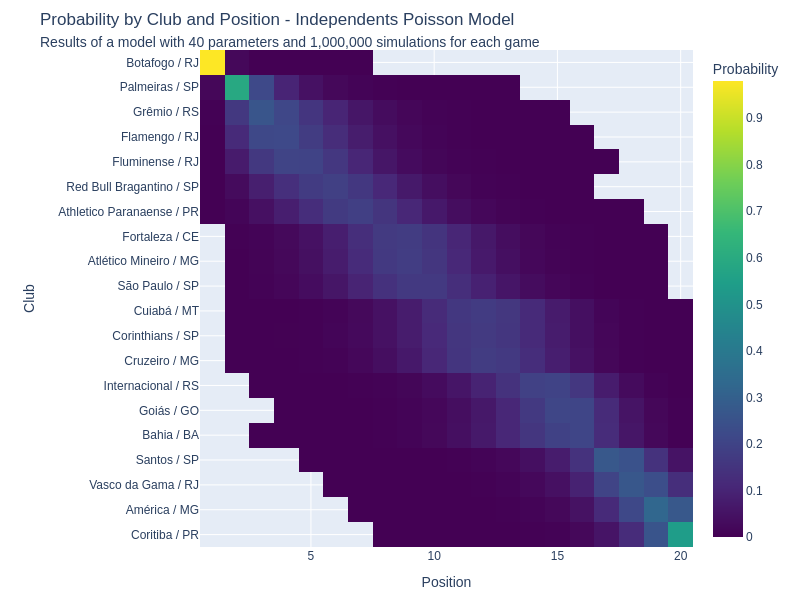 Probability by Club and Position - Independents Poisson Model
Results of a model with 40 parameters and 1,000,000 simulations for each game
Club
Botafogo / RJ
Palmeiras / SP
Grêmio / RS
Flamengo / RJ
Fluminense / RJ
Red Bull Bragantino / SP
Athletico Paranaense / PR
Fortaleza / CE
Atlético Mineiro / MG
São Paulo / SP
Cuiabá / MT
Corinthians / SP
Cruzeiro / MG
Internacional / RS
Goiás / GO
Bahia / BA
Santos / SP
Vasco da Gama / RJ
América / MG
Coritiba / PR
5 10 15 20
Position
Probability
0.9
0.8
0.7
0.6
0.5
0.4
0.3
0.2
0.1
0